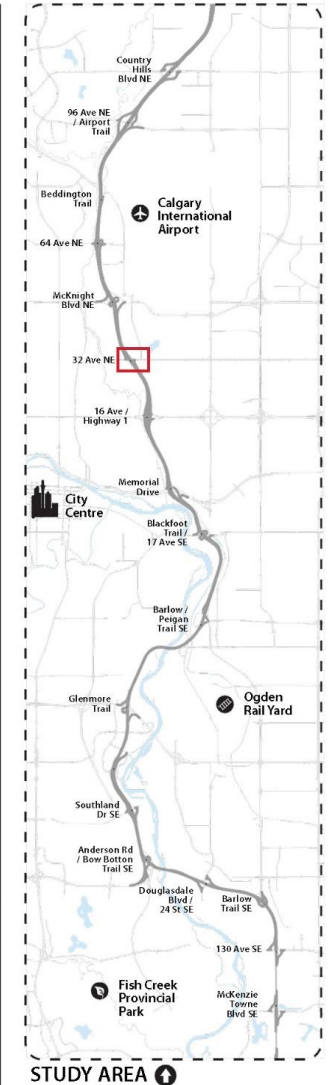 Country
Hills
Blvd NE
96 Ave NE
/ Airport
Trail
Beddington
Trail
Calgary
International
Airport
64 Ave NE
McKnight
Blvd NE
32 Ave NE
16 Ave /
Highway 1
Memorial
Drive
City
Centre
Blackfoot
Trail /
17 Ave SE
Barlow /
Peigan
Trail SE
Glenmore
Trail
Ogden
Rail Yard
Southland
Dr SE
Anderson Rd
/ Bow Botton
Trail SE
Douglasdale
Blvd /
24 St SE
Barlow
Trail SE
130 Ave SE
Fish Creek
Provincial
Park
McKenzie
Towne
Blvd SE
STUDY AREA